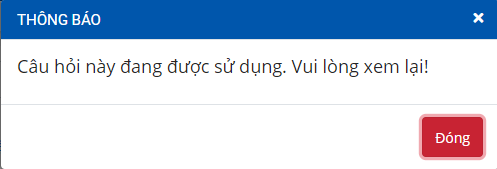 THÔNG BÁO
Câu hỏi này đang được sử dụng. Vui lòng xem lại!
Đóng